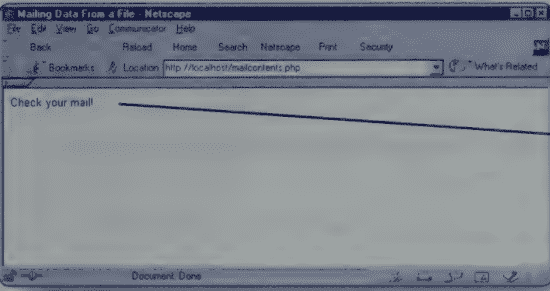 Mailing Data From a File - Netscape
File Edit View Go Communicator Help
Back Reload Home Search Netscape Print Security
Bookmarks Location http://localhost/mailcontents.php What's Related
Check your mail!
Document: Done